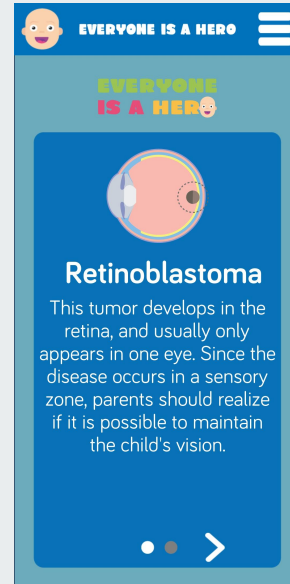 EVERYONE IS A HERO
EVERYONE
IS A HER
Retinoblastoma
This tumor develops in the
retina, and usually only
appears in one eye. Since the
disease occurs in a sensory
zone, parents should realize
if it is possible to maintain
the child's vision.